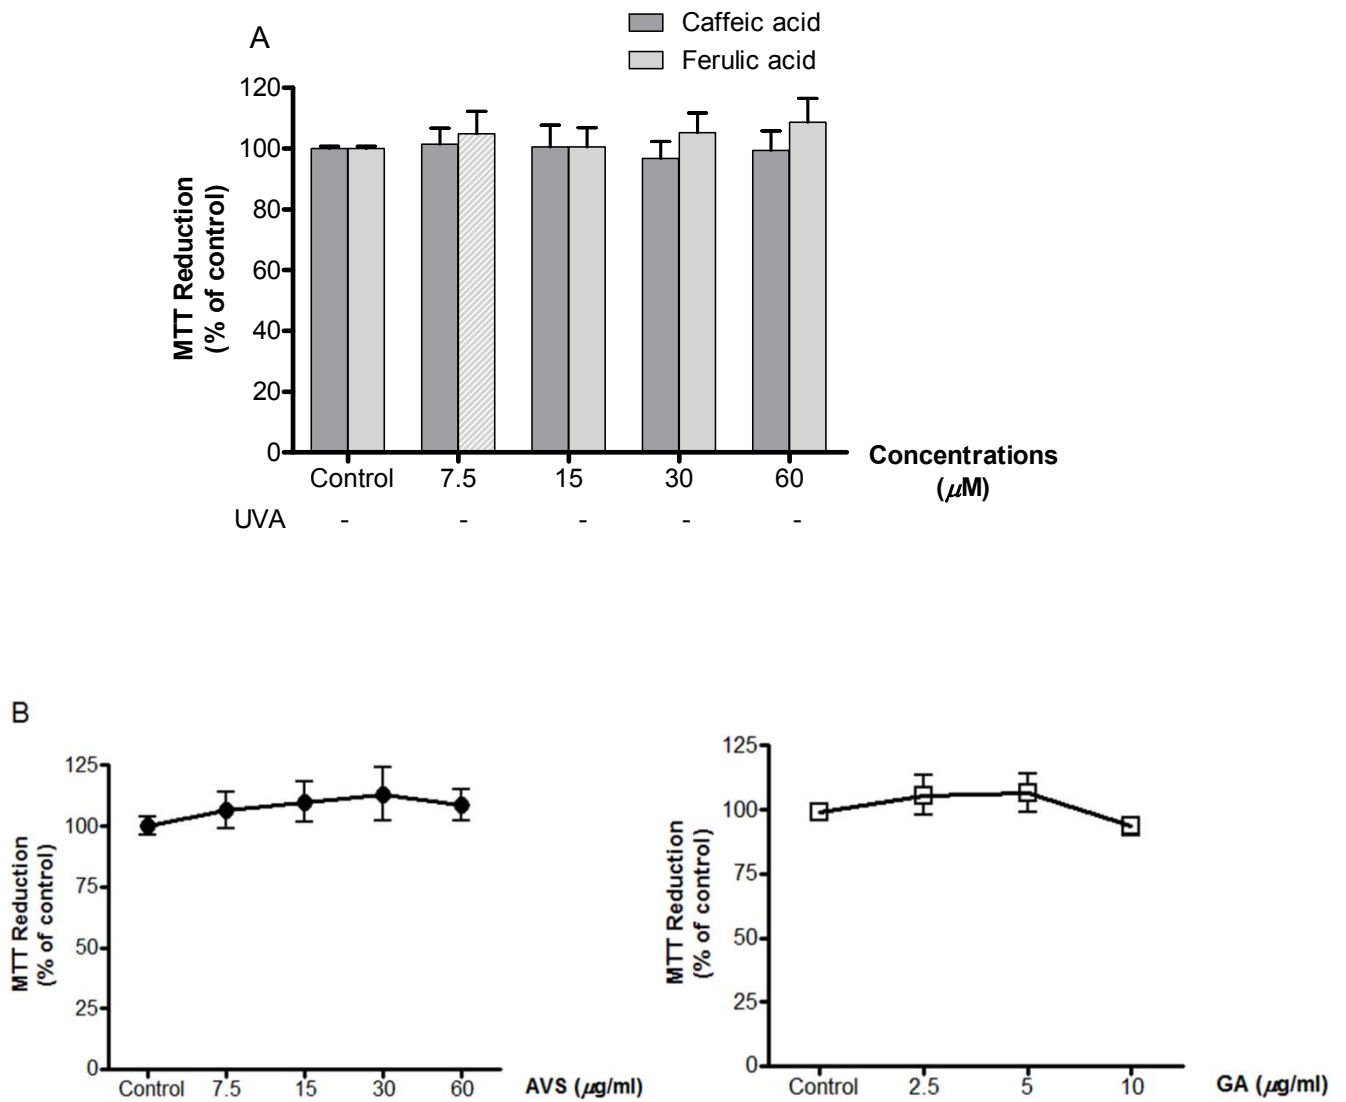 A
Caffeic acid
Ferulic acid
120
100
80
60
40
20
0
MTT Reduction
(% of control)
Control 7.5 15 30 60
Concentrations
(μM)
UVA - - - - -
B
125
100
75
50
25
0
MTT Reduction
(% of control)
Control 7.5 15 30 60
AVS (μg/ml)
125
100
75
50
25
0
MTT Reduction
(% of control)
Control 2.5 5 10
GA (μg/ml)